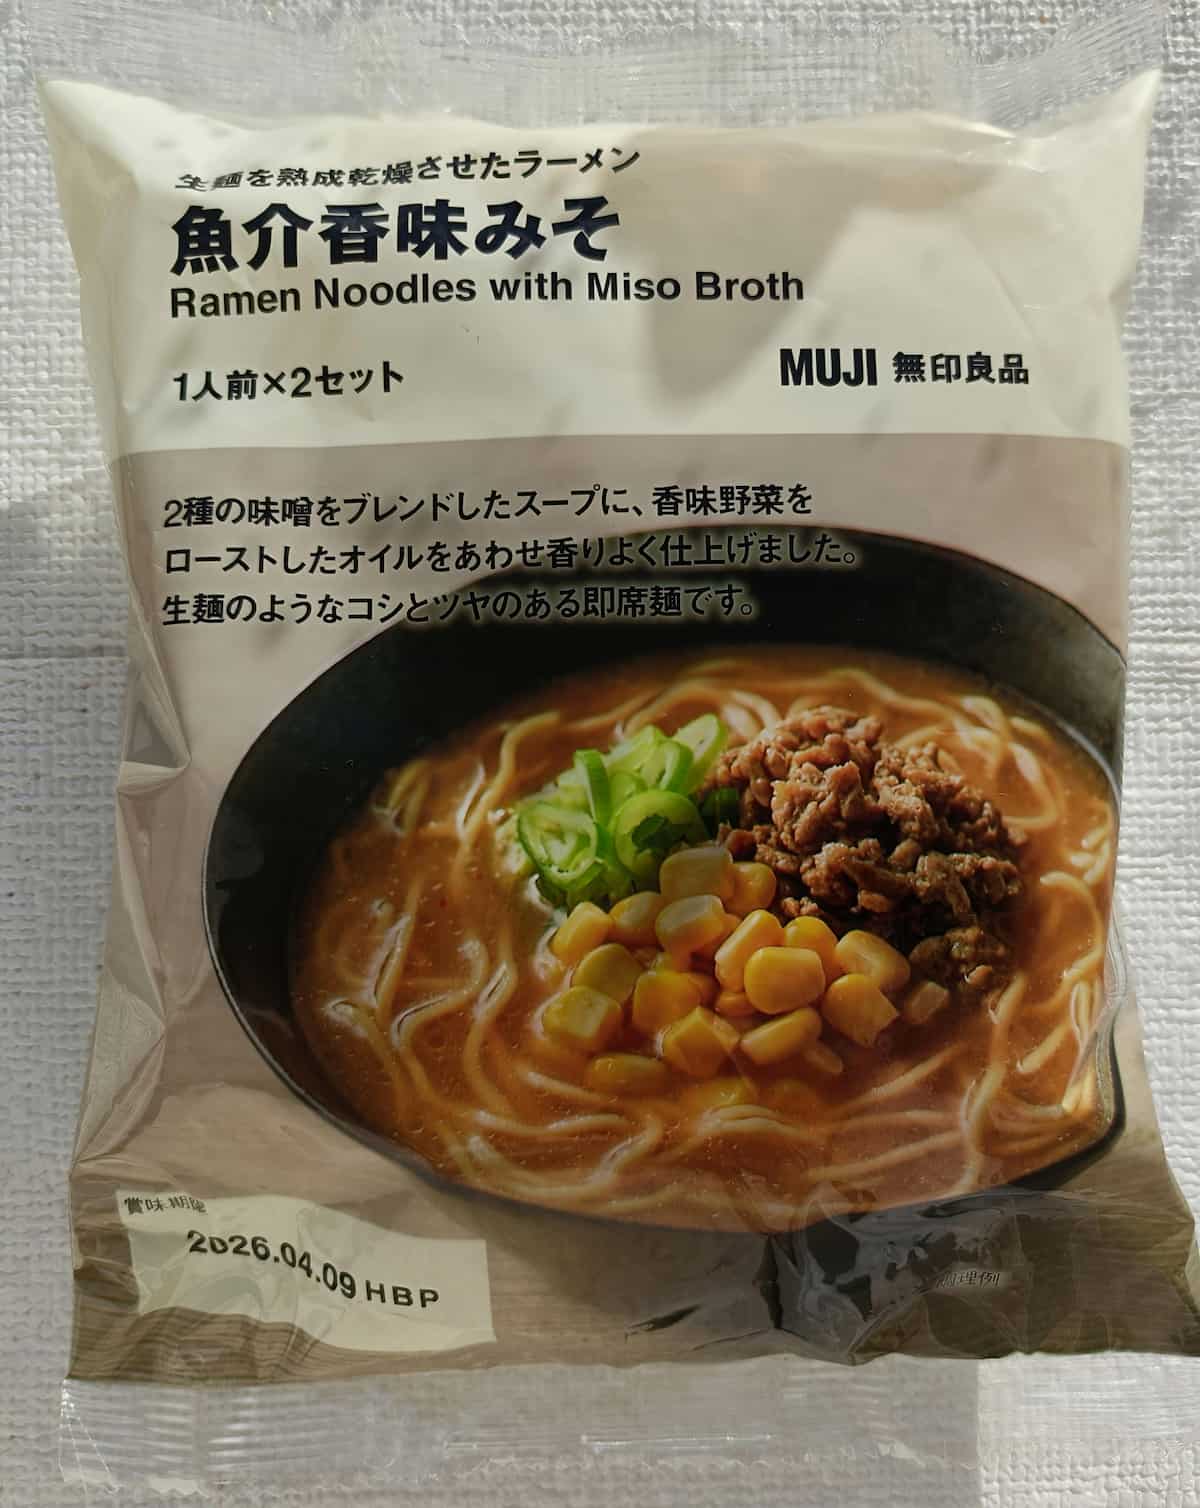 生麺を熟成乾燥させたラーメン
魚介香味みそ
Ramen Noodles with Miso Broth
1人前×2セット
MUJI 無印良品
2種の味噌をブレンドしたスープに、香味野菜を
ローストしたオイルをあわせ香りよく仕上げました。
生麺のようなコシとツヤのある即席麺です。
賞味期限
2026.04.09 HBP
調理例